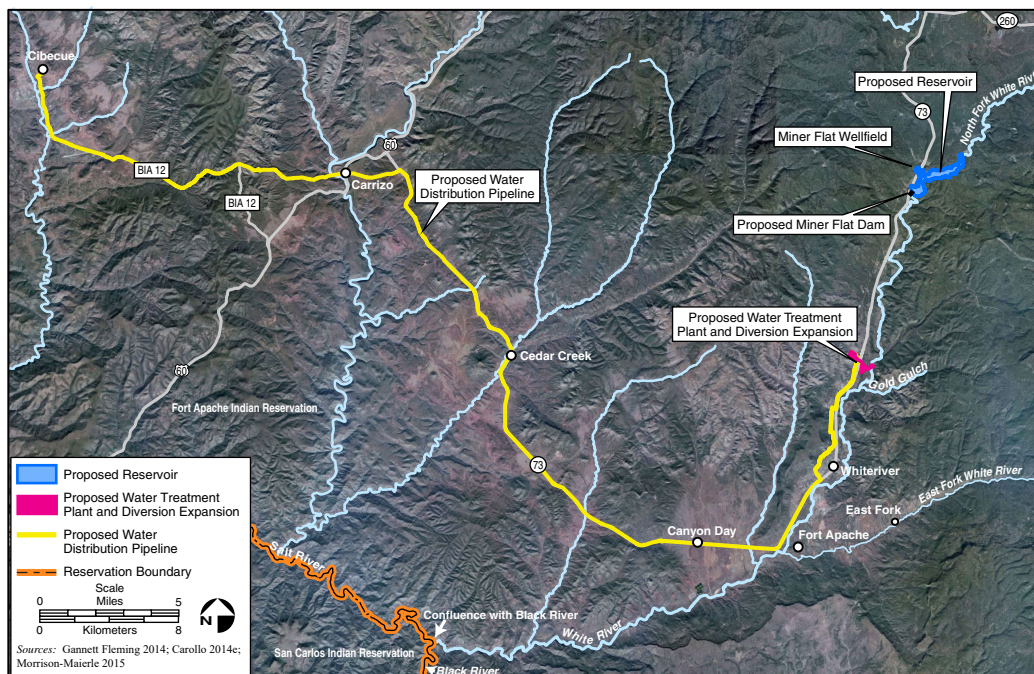 260
Cibecue
Proposed Reservoir
North Fork White
73
Miner Flat Wellfield
60
BIA 12
Carrizo
Proposed Water
Distribution Pipeline
BIA 12
Proposed Miner Flat Dam
Proposed Water Treatment
Plant and Diversion Expansion
Cedar Creek
60
Gold Gulch
Fort Apache Indian Reservation
73
Whiteriver
East Fork White River
East Fork
Canyon Day
Fort Apache
Salt River
Confluence with Black River
White River
San Carlos Indian Reservation
Black River
Proposed Reservoir
Proposed Water Treatment
Plant and Diversion Expansion
Proposed Water
Distribution Pipeline
Reservation Boundary
Scale
0 Miles 5
0 Kilometers 8
N
Sources: Gannett Fleming 2014; Carollo 2014e;
Morrison-Maierle 2015